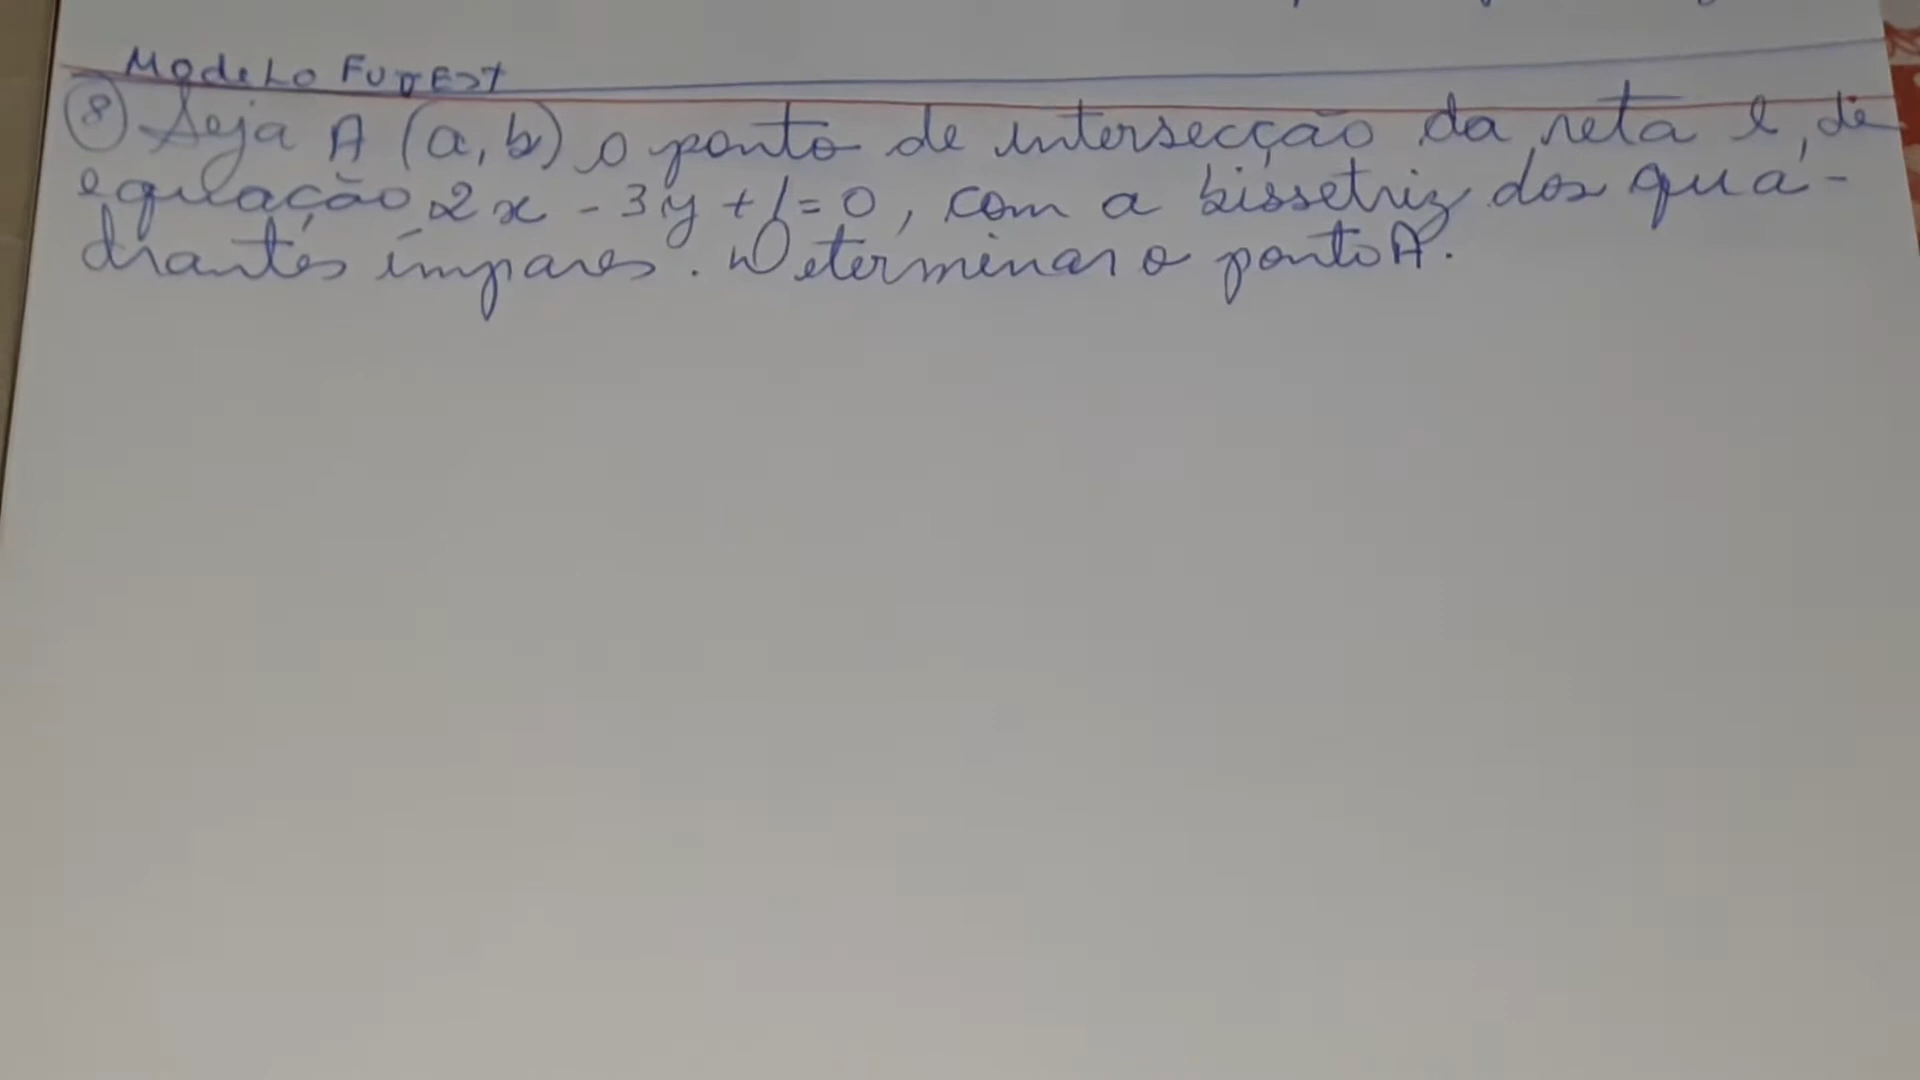 Modelo FUVEST
⑧ Seja A (a, b) o ponto de intersecção da reta l, de
equação 2x - 3y + 1 = 0, com a bissetriz dos quá-
drantes ímpares. Determinar o ponto A.